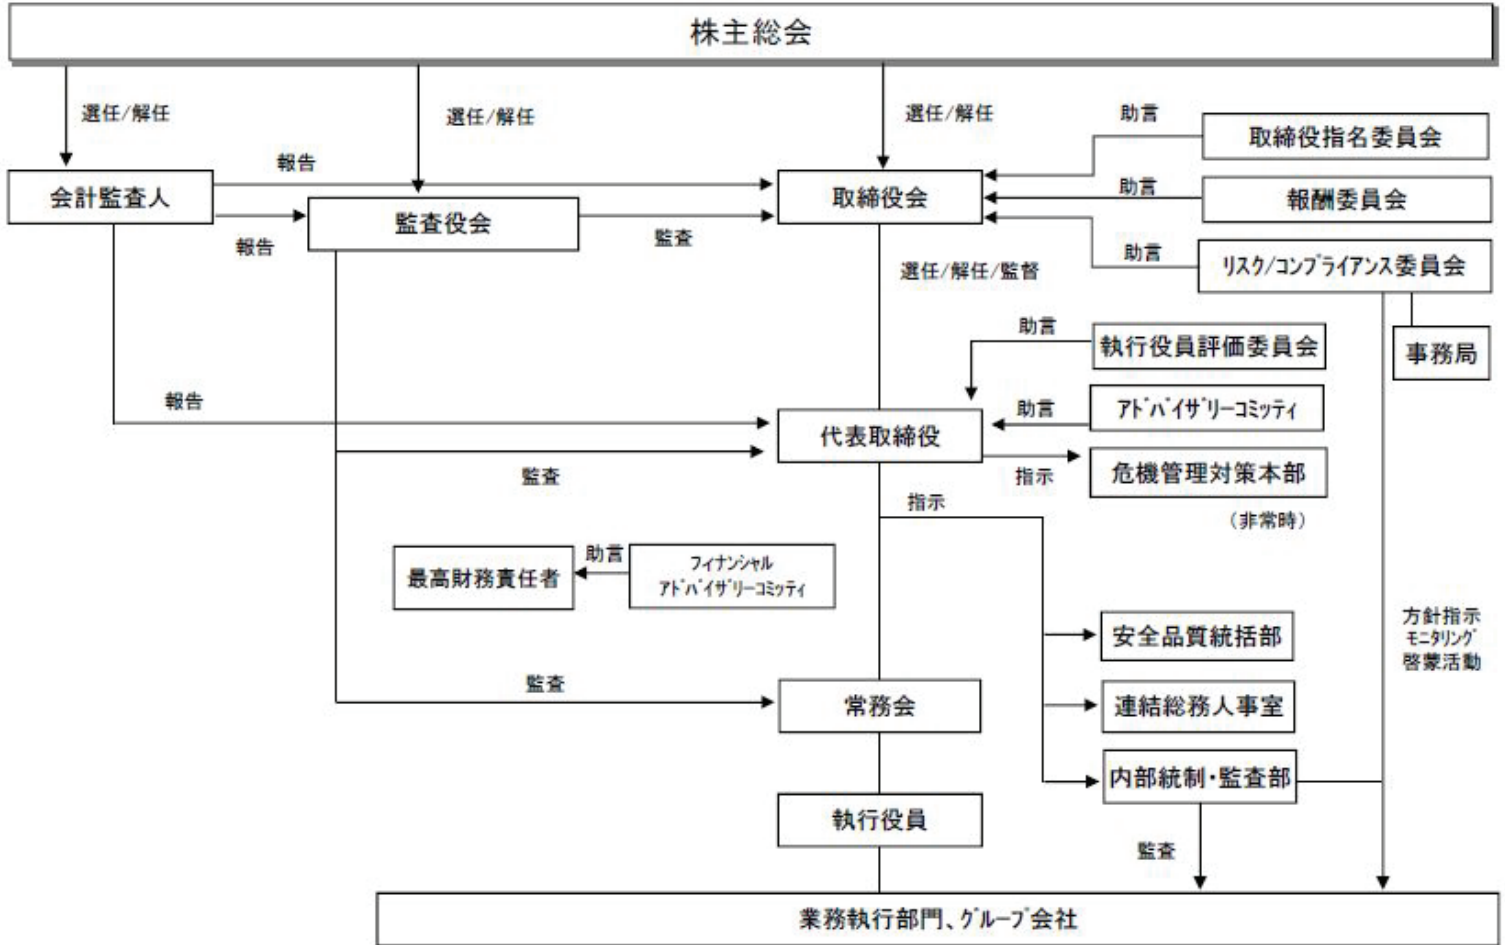 株主総会
選任/解任
選任/解任
選任/解任
助言
取締役指名委員会
報告
会計監査人
取締役会
助言
報酬委員会
監査役会
報告
監査
助言
リスク/コンプライアンス委員会
選任/解任/監督
助言
執行役員評価委員会
事務局
報告
助言
アドバイザリーコミッティ
代表取締役
監査
指示
危機管理対策本部
（非常時）
指示
最高財務責任者
助言
フィナンシャル
アドバイザリーコミッティ
安全品質統括部
方針指示
モニタリング
啓蒙活動
監査
常務会
連結総務人事室
内部統制・監査部
執行役員
監査
業務執行部門、グループ会社